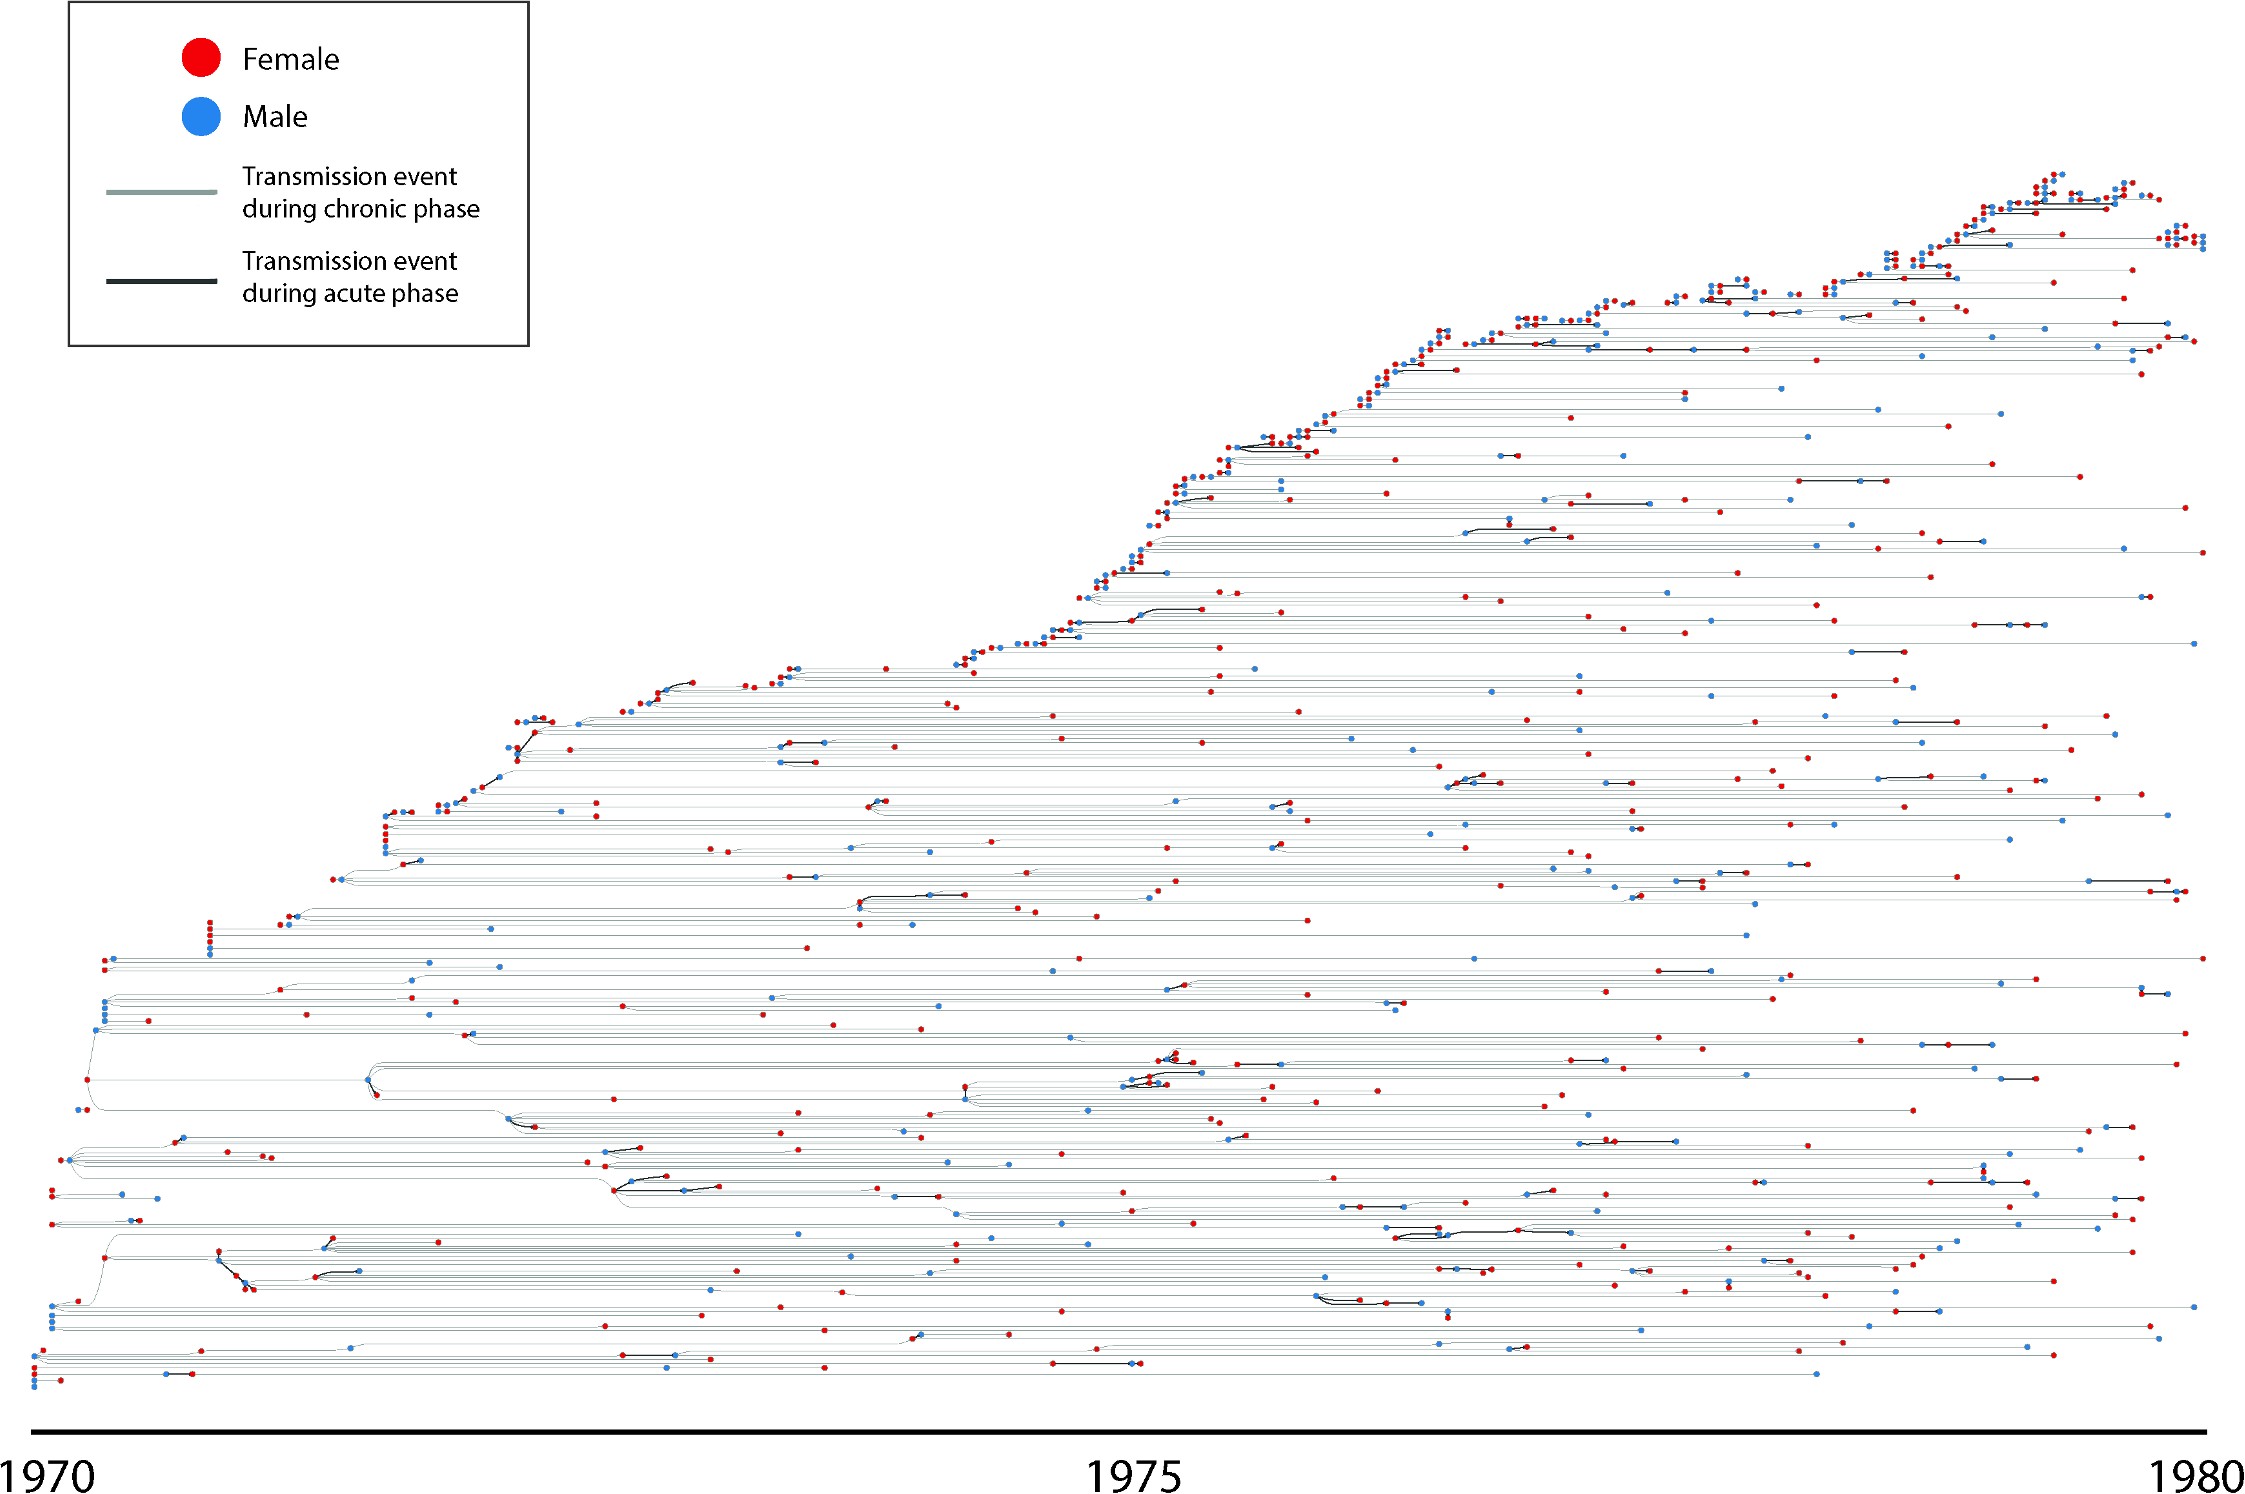 Female
Male
Transmission event
during chronic phase
Transmission event
during acute phase
1970
1975
1980